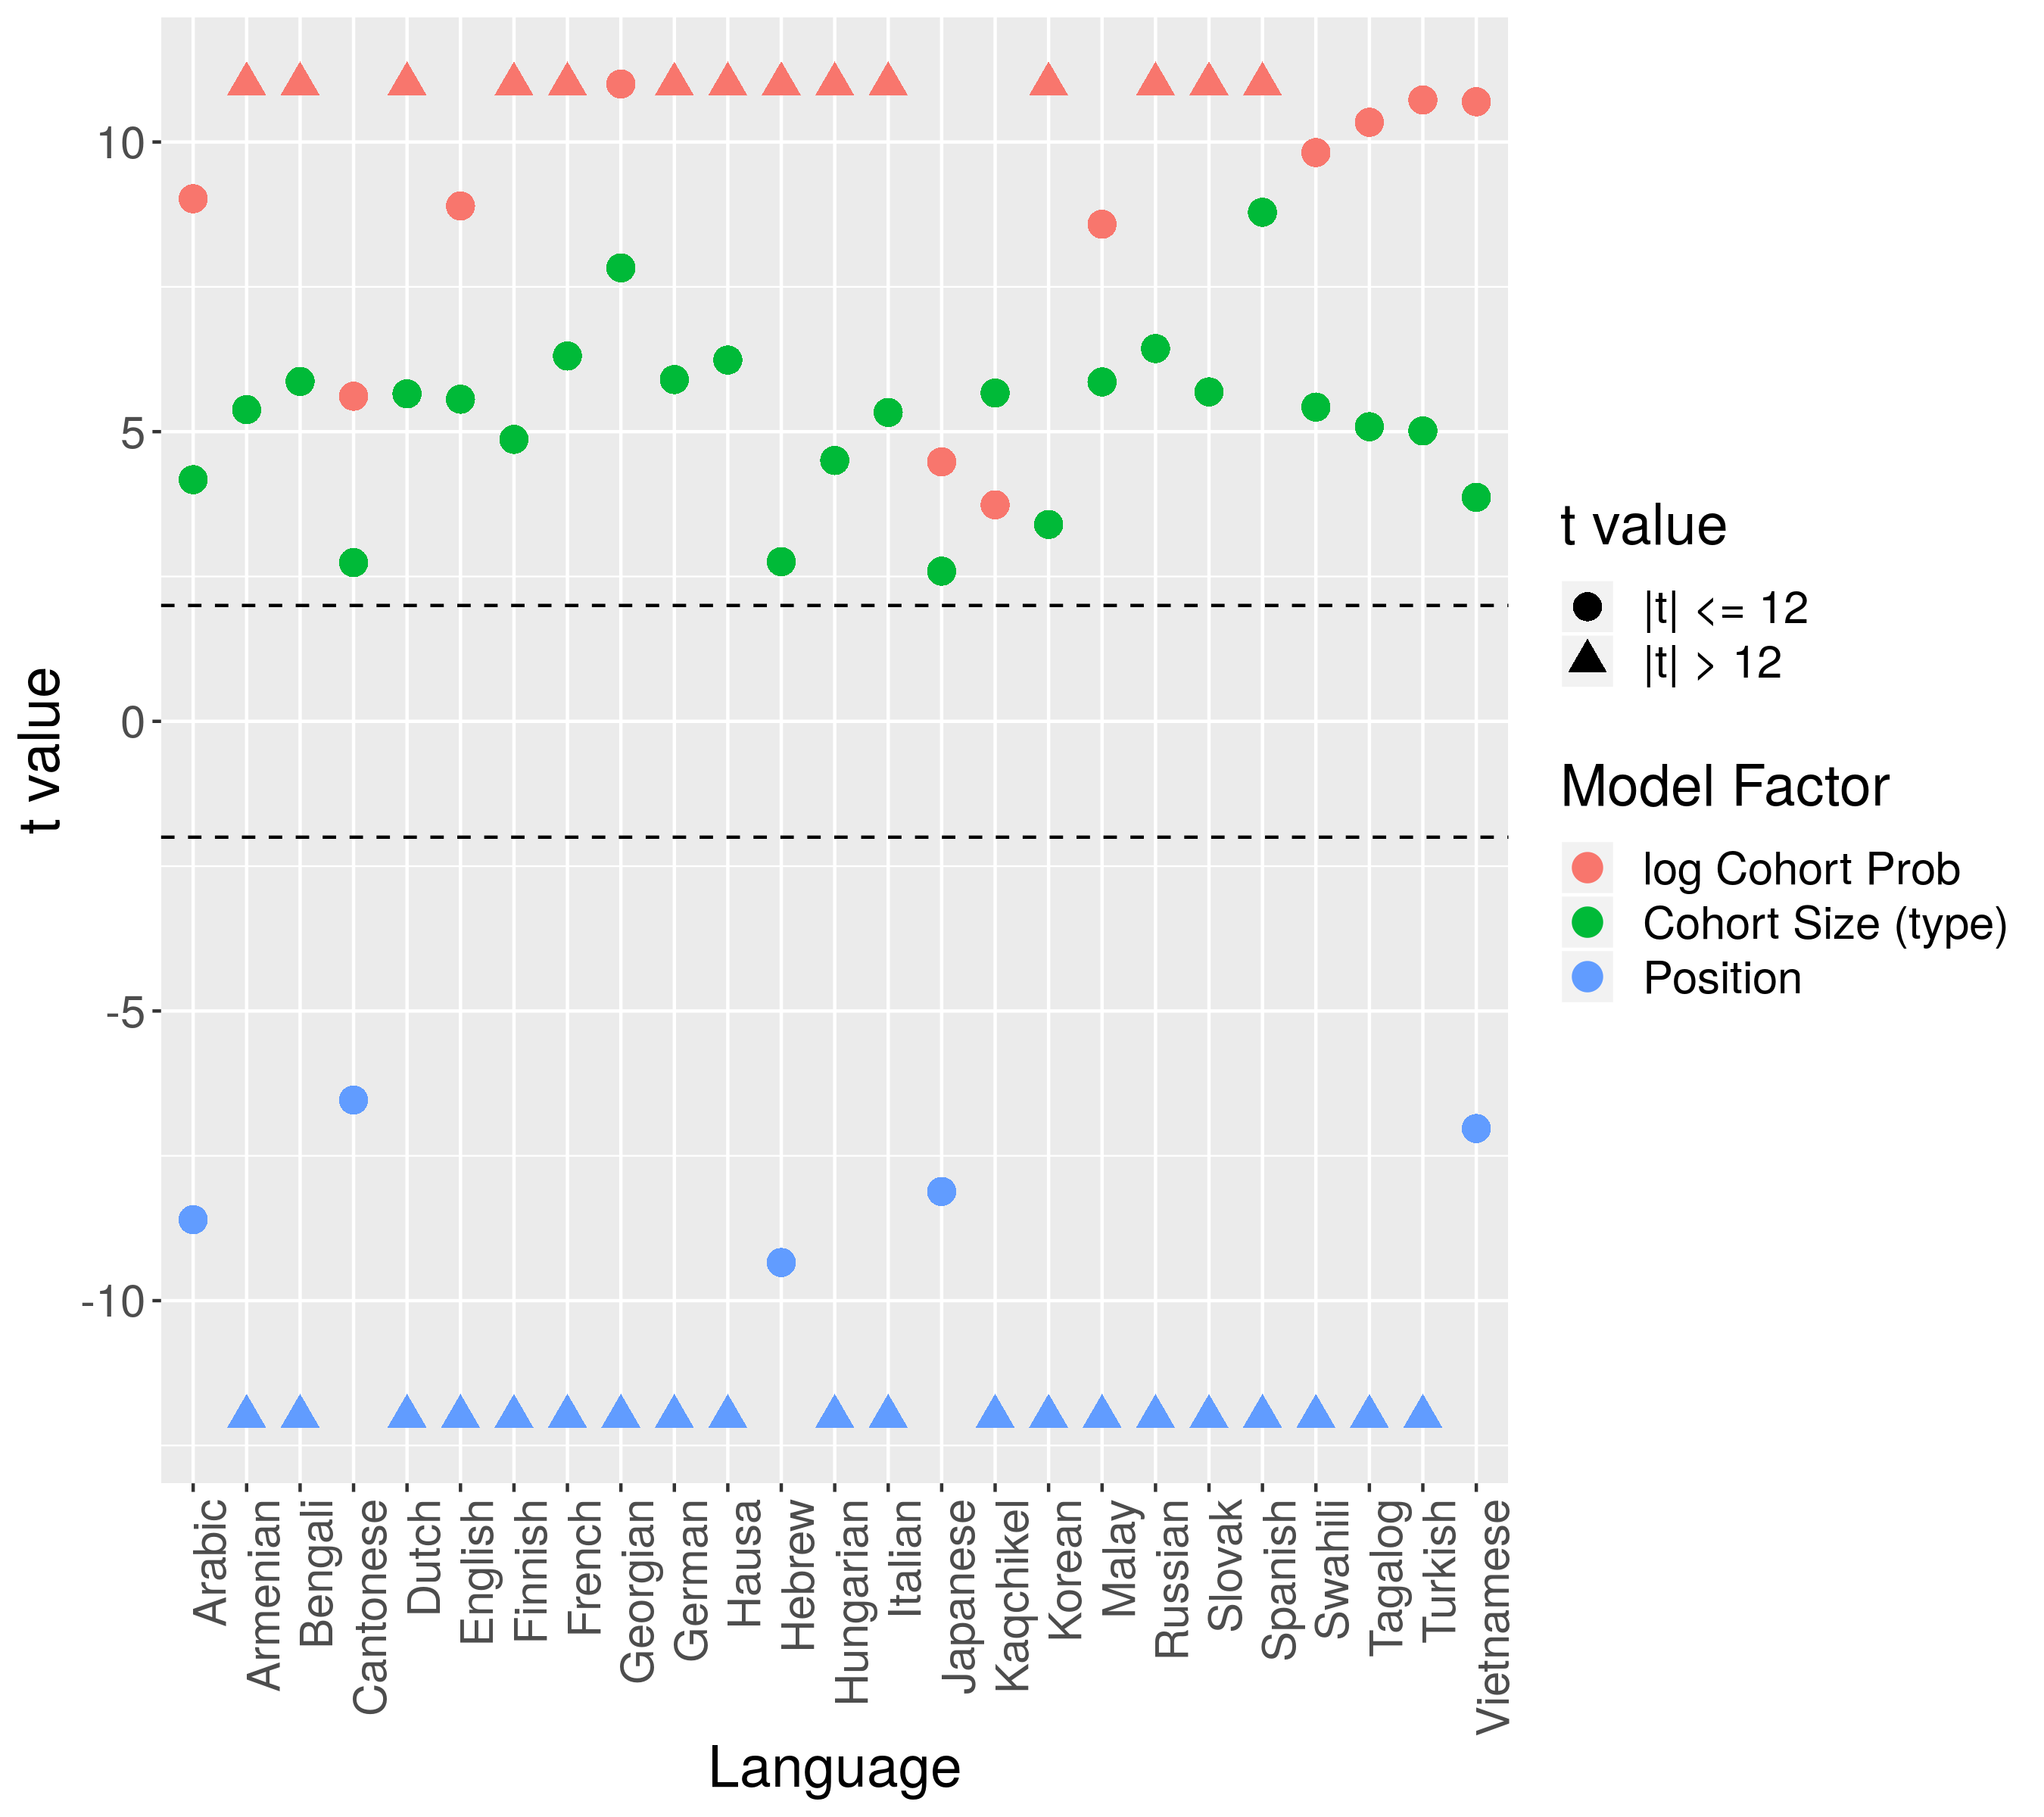 10
5
0
-5
-10
t value
Arabic
Armenian
Bengali
Cantonese
Dutch
English
Finnish
French
Georgian
German
Hausa
Hebrew
Hungarian
Italian
Japanese
Kaqchikel
Korean
Malay
Russian
Slovak
Spanish
Swahili
Tagalog
Turkish
Vietnamese
Language
t value
|t| <= 12
|t| > 12
Model Factor
log Cohort Prob
Cohort Size (type)
Position